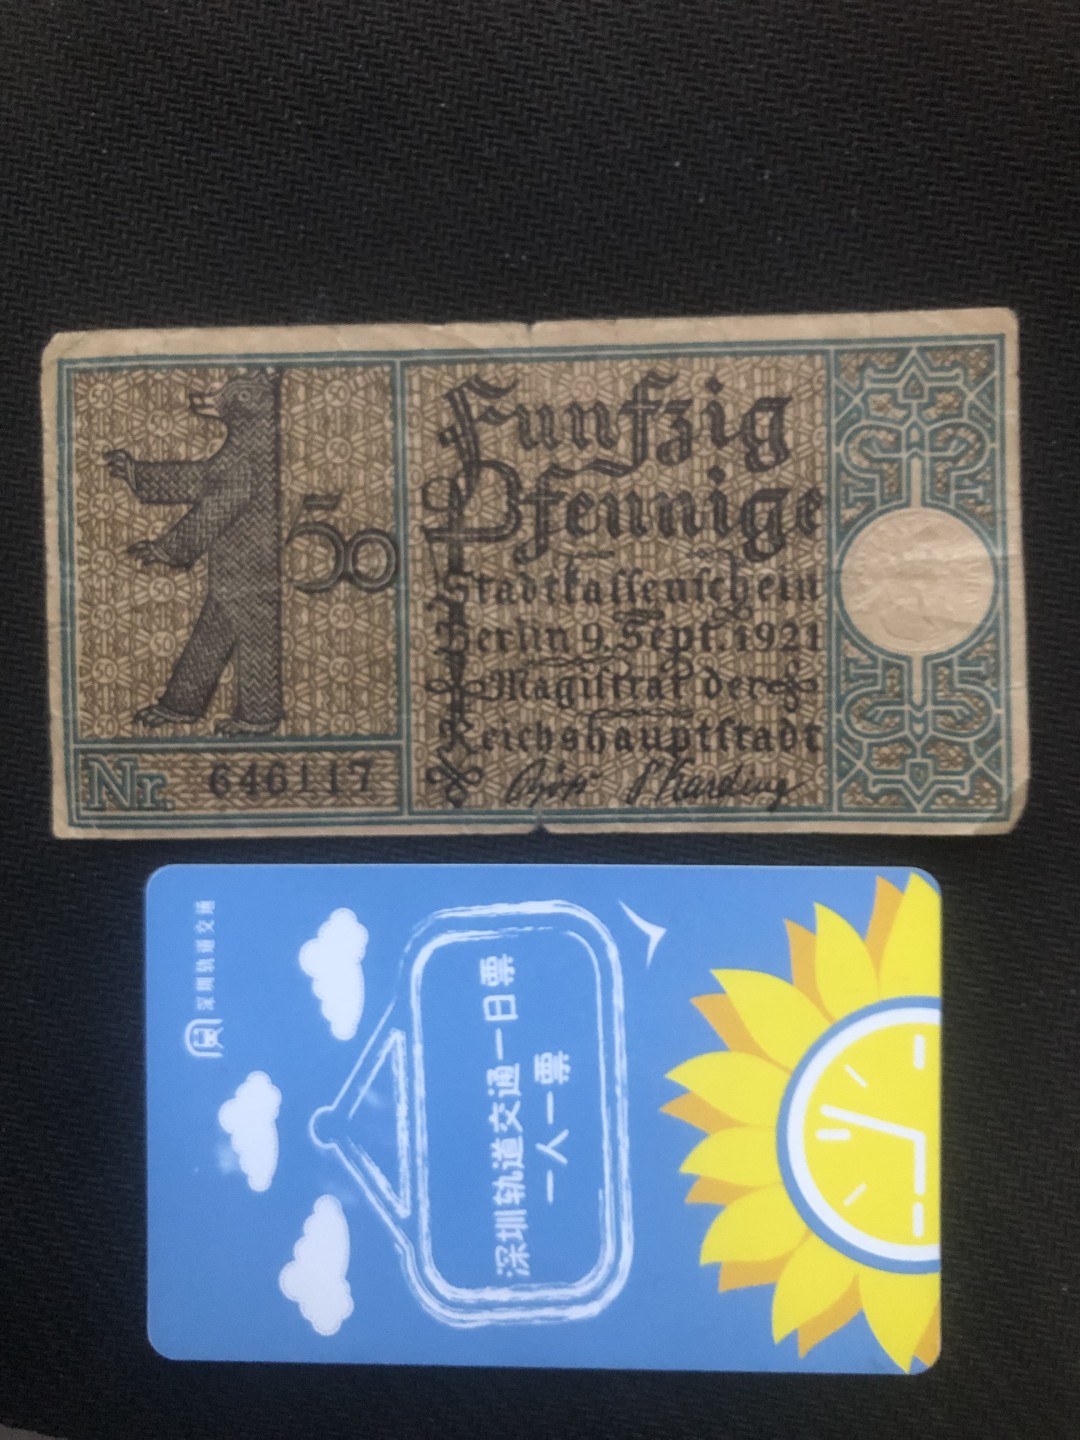 50
Nr. 646117
Funfzig
Pfennige
Stadtkaſſenſchein
Berlin 9. Sept. 1921
Magiſtrat der
Reichshauptſtadt
深圳轨道交通
深圳轨道交通一日票
一人一票